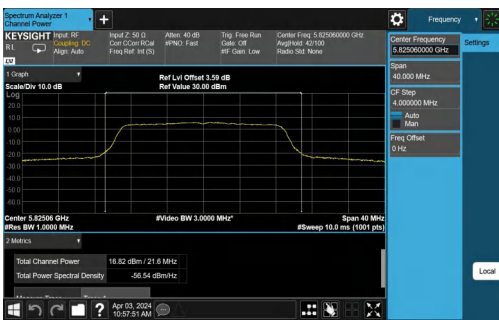 Spectrum Analyzer 1
Channel Power
Frequency
KEYSIGHT
Input: RF
Coupling: DC
Align: Auto
Input Z: 50 Ω
Corr CCorr RCal
Freq Ref: Int (S)
Atten: 40 dB
#PNO: Fast
Trig: Free Run
Gate: Off
#IF Gain: Low
Center Freq: 5.825060000 GHz
Avg|Hold: 42/100
Radio Std: None
RL
Center Frequency
5.825060000 GHz
Settings
Span
40.000 MHz
CF Step
4.000000 MHz
Auto
Man
Freq Offset
0 Hz
1 Graph
Scale/Div 10.0 dB
Ref Lvl Offset 3.59 dB
Ref Value 30.00 dBm
Log
20.0
10.0
0.00
-10.0
-20.0
-30.0
-40.0
-50.0
-60.0
Center 5.82506 GHz
#Res BW 1.0000 MHz
#Video BW 3.0000 MHz*
Span 40 MHz
#Sweep 10.0 ms (1001 pts)
2 Metrics
Total Channel Power 16.82 dBm / 21.6 MHz
Total Power Spectral Density -56.54 dBm/Hz
Local
?
Apr 03, 2024
10:57:51 AM